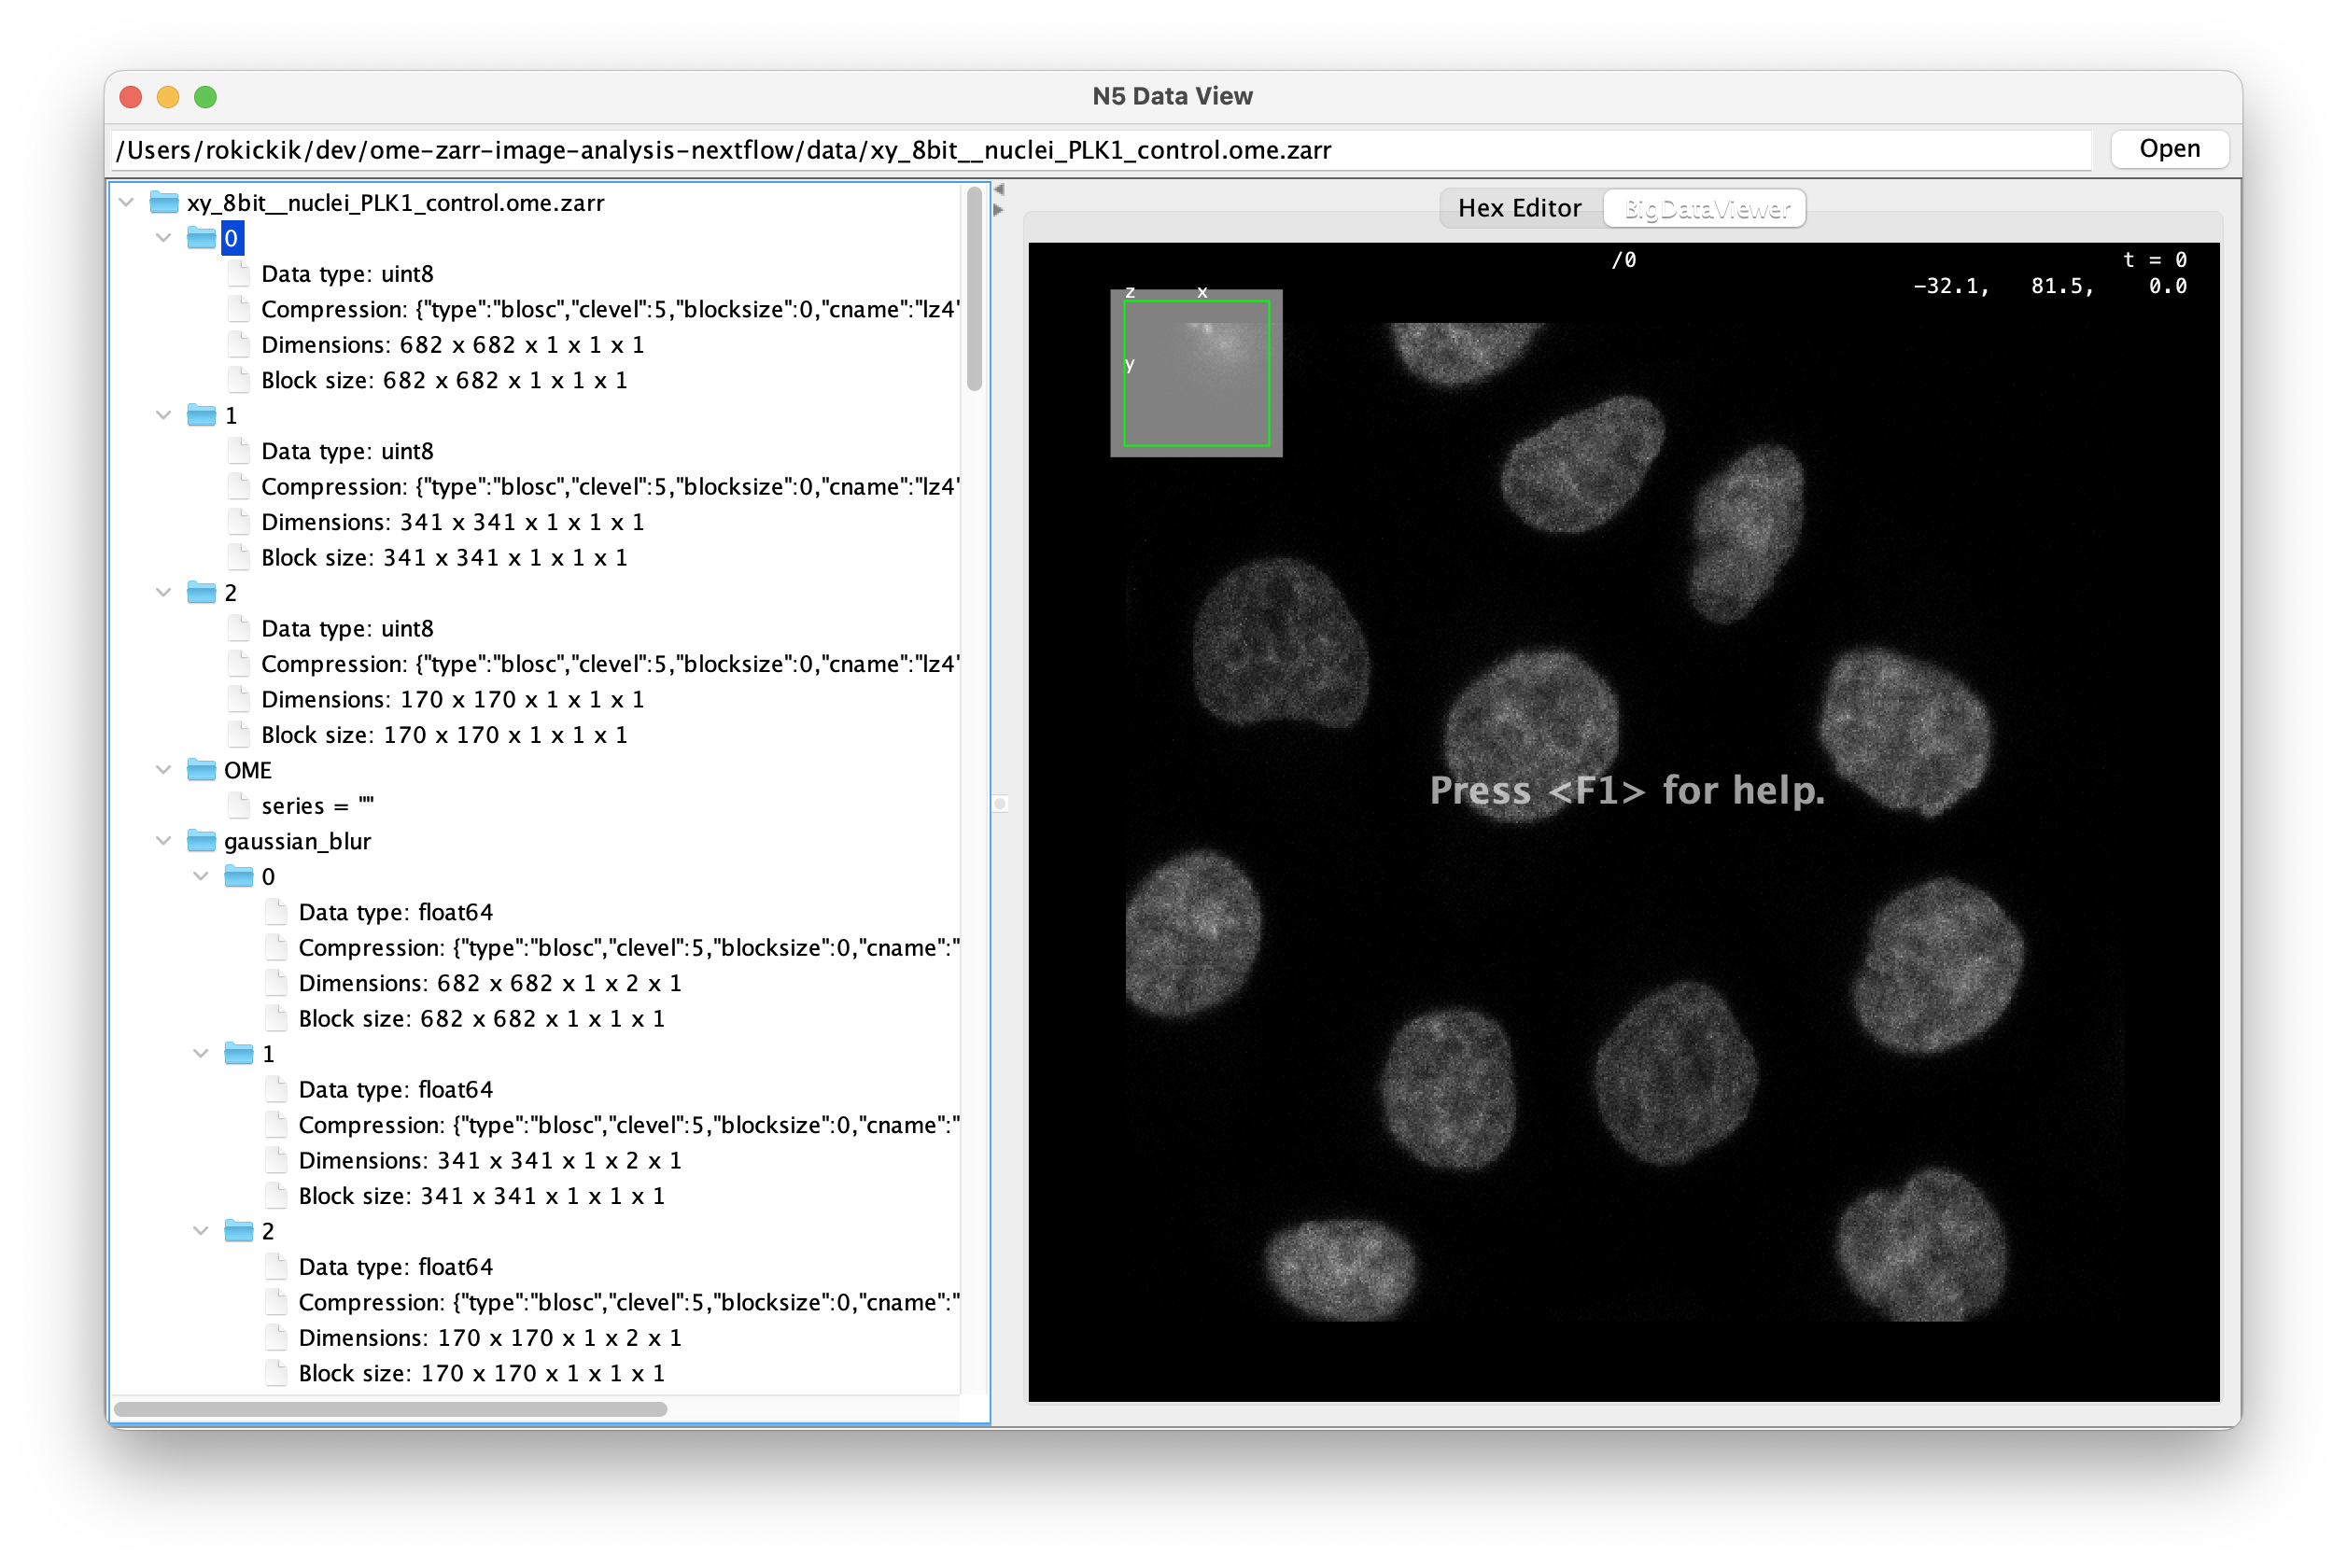 N5 Data View
/Users/rokickik/dev/ome-zarr-image-analysis-nextflow/data/xy_8bit__nuclei_PLK1_control.ome.zarr
Open
xy_8bit__nuclei_PLK1_control.ome.zarr
0
Data type: uint8
Compression: {"type":"blosc","clevel":5,"blocksize":0,"cname":"lz4"
Dimensions: 682 x 682 x 1 x 1 x 1
Block size: 682 x 682 x 1 x 1 x 1
1
Data type: uint8
Compression: {"type":"blosc","clevel":5,"blocksize":0,"cname":"lz4"
Dimensions: 341 x 341 x 1 x 1 x 1
Block size: 341 x 341 x 1 x 1 x 1
2
Data type: uint8
Compression: {"type":"blosc","clevel":5,"blocksize":0,"cname":"lz4"
Dimensions: 170 x 170 x 1 x 1 x 1
Block size: 170 x 170 x 1 x 1 x 1
OME
series = ""
gaussian_blur
0
Data type: float64
Compression: {"type":"blosc","clevel":5,"blocksize":0,"cname":"
Dimensions: 682 x 682 x 1 x 2 x 1
Block size: 682 x 682 x 1 x 1 x 1
1
Data type: float64
Compression: {"type":"blosc","clevel":5,"blocksize":0,"cname":"
Dimensions: 341 x 341 x 1 x 2 x 1
Block size: 341 x 341 x 1 x 1 x 1
2
Data type: float64
Compression: {"type":"blosc","clevel":5,"blocksize":0,"cname":"
Dimensions: 170 x 170 x 1 x 2 x 1
Block size: 170 x 170 x 1 x 1 x 1
Hex Editor
BigDataViewer
/0
t = 0
-32.1, 81.5, 0.0
z x
y
Press <F1> for help.